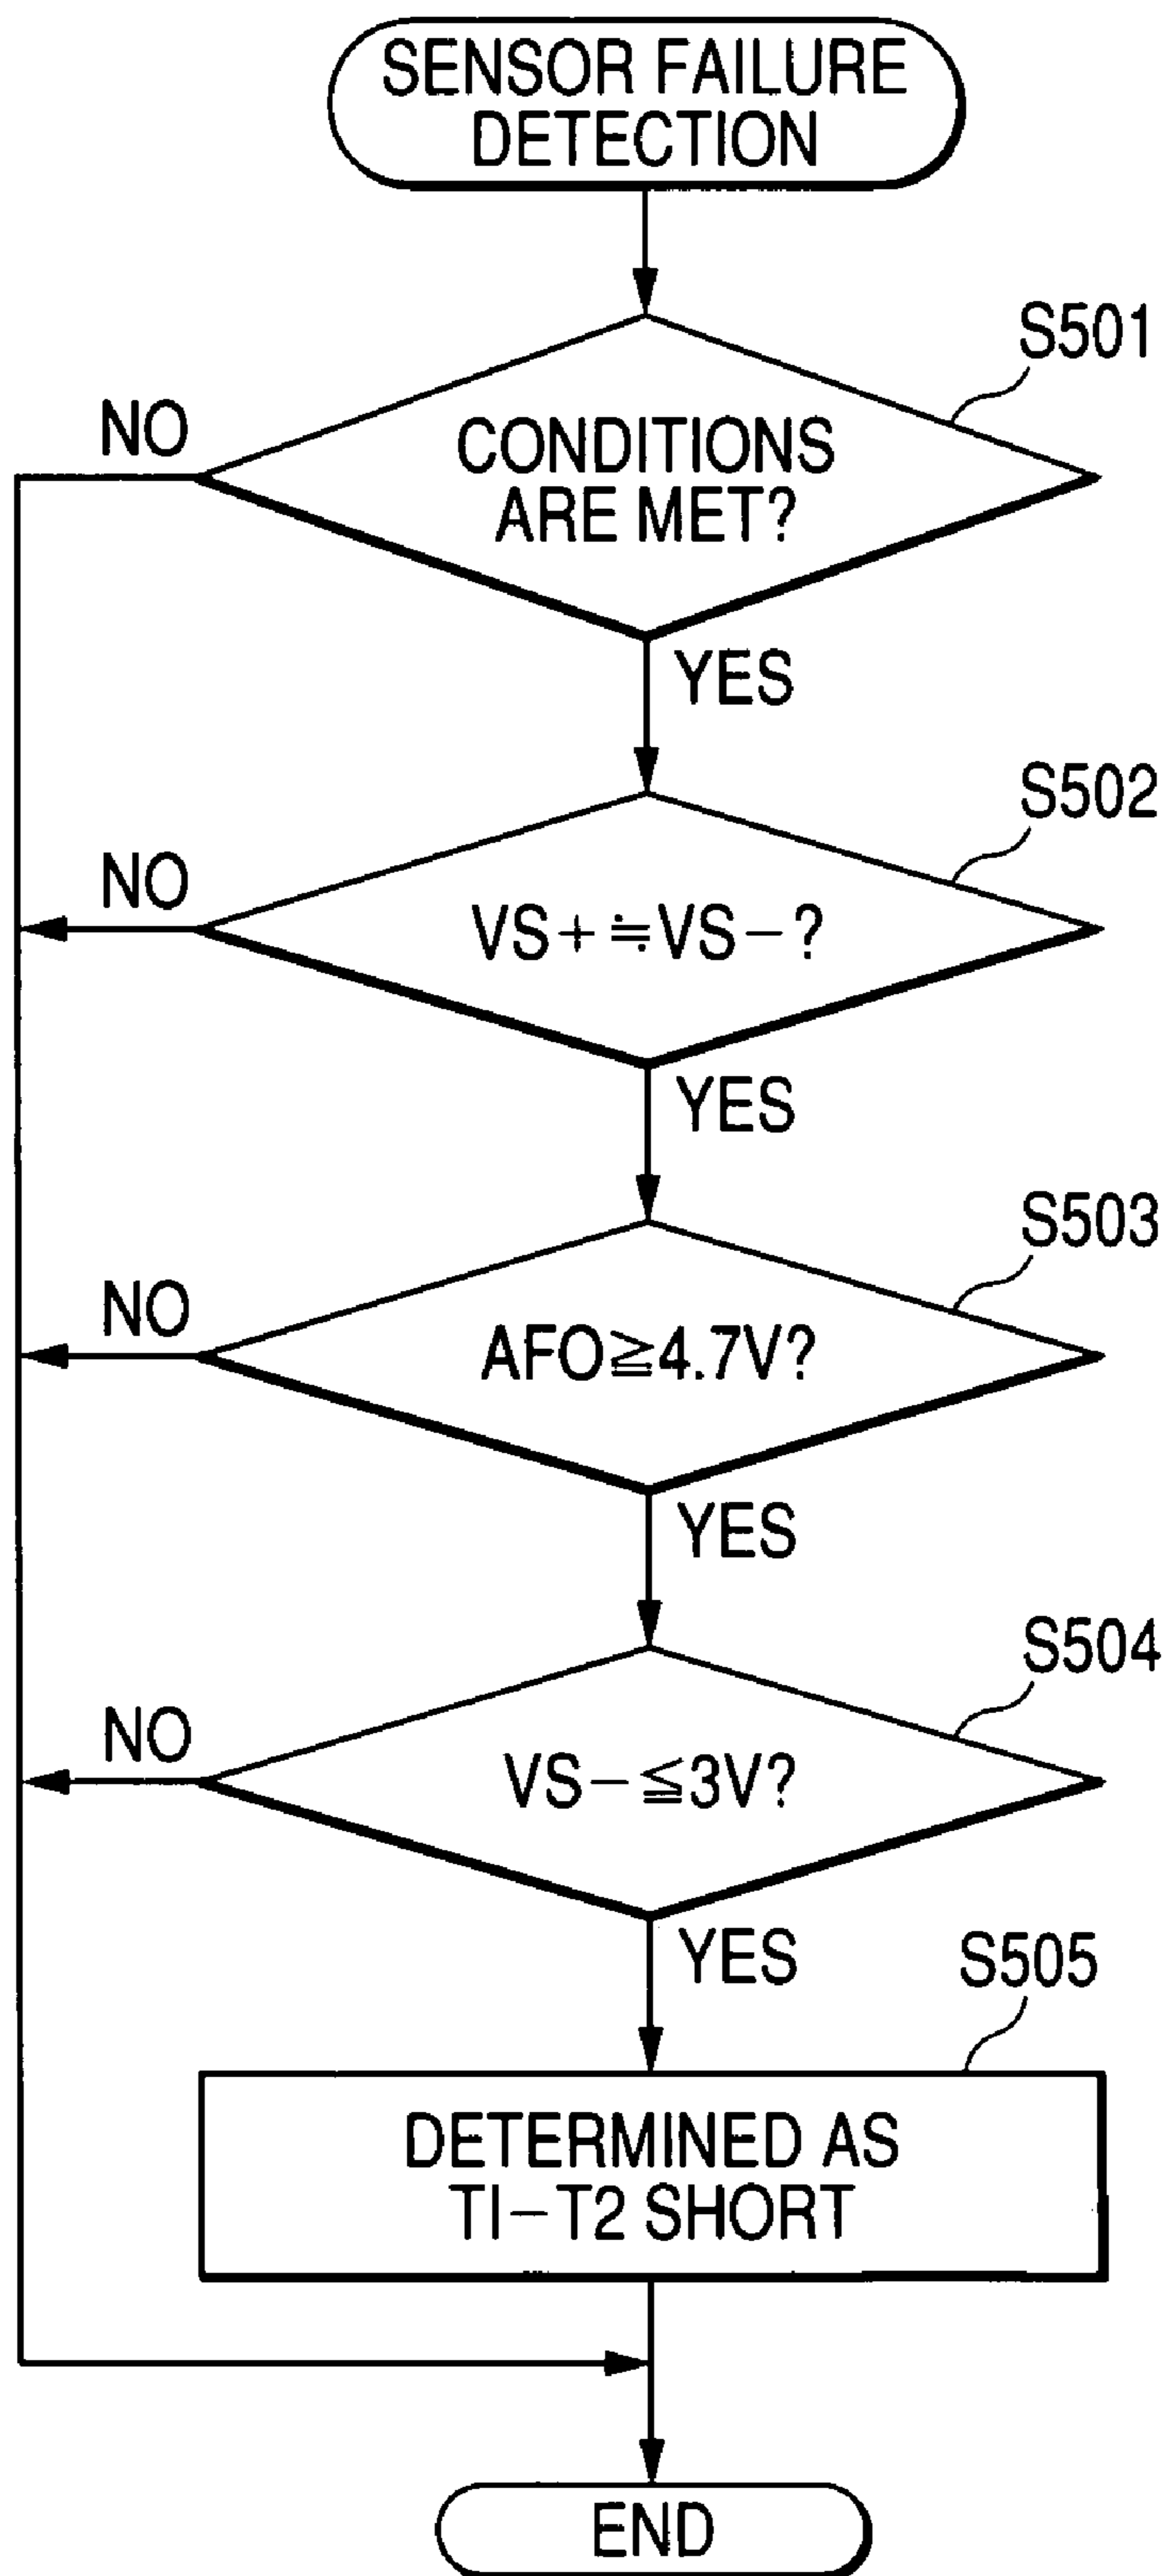 SENSOR FAILURE
DETECTION
S501
NO
CONDITIONS
ARE MET?
YES
S502
NO
VS+≒VS−?
YES
S503
NO
AFO≧4.7V?
YES
S504
NO
VS−≦3V?
YES
S505
DETERMINED AS
TI−T2 SHORT
END